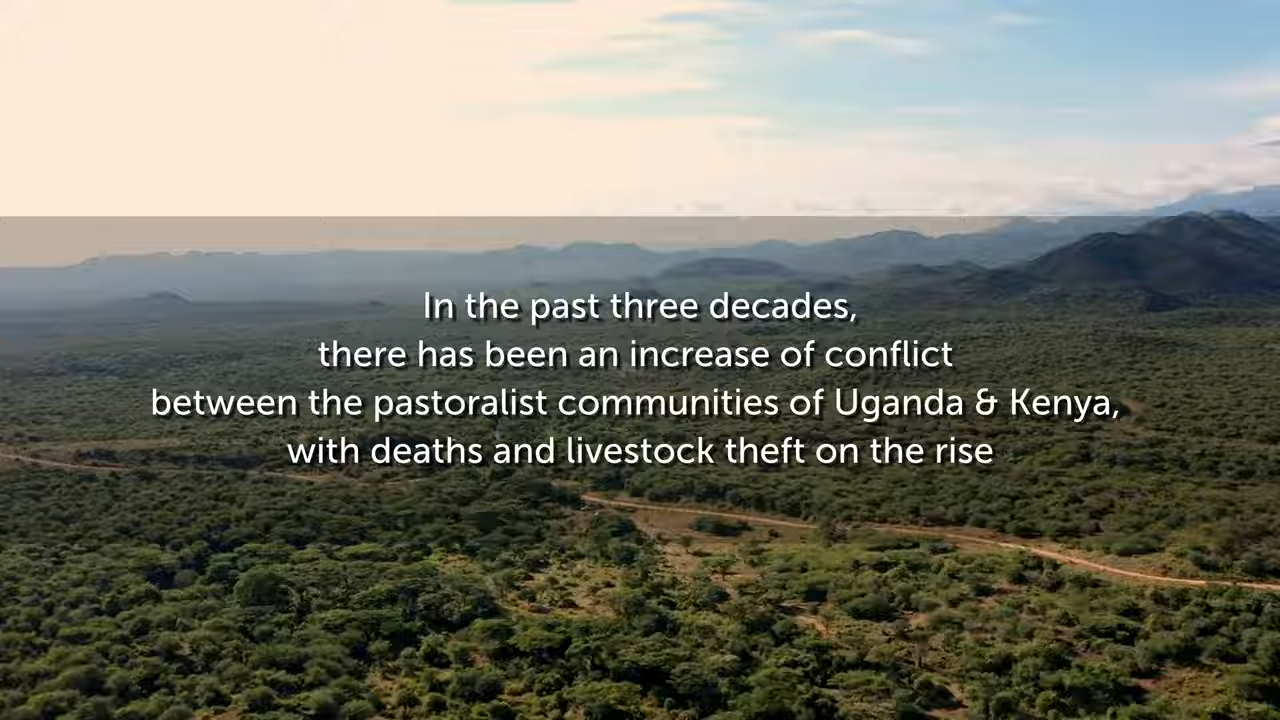 In the past three decades,
there has been an increase of conflict
between the pastoralist communities of Uganda & Kenya,
with deaths and livestock theft on the rise